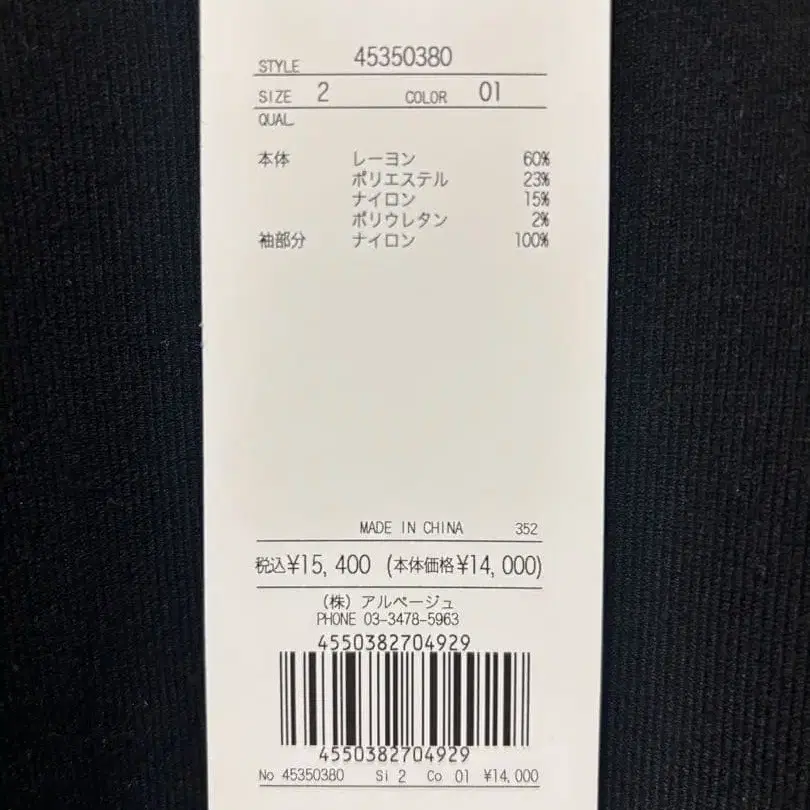 STYLE 45350380
SIZE 2 COLOR 01
QUAL
本体 レーヨン 60%
ポリエステル 23%
ナイロン 15%
ポリウレタン 2%
袖部分 ナイロン 100%
MADE IN CHINA 352
税込¥15,400 (本体価格¥14,000)
(株) アルページュ
PHONE 03-3478-5963
4550382704929
4550382704929
No 45350380 Si 2 Co 01 ¥14,000